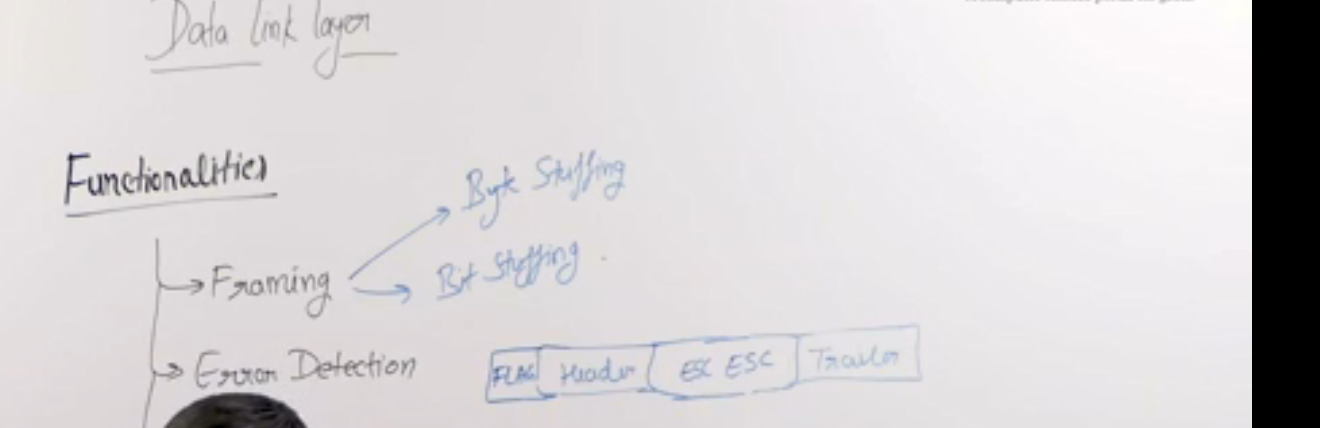 Data Link layer
Functionalities
Byte Stuffing
Framing
Bit Stuffing
Error Detection
FLAG Header ESC ESC Trailer